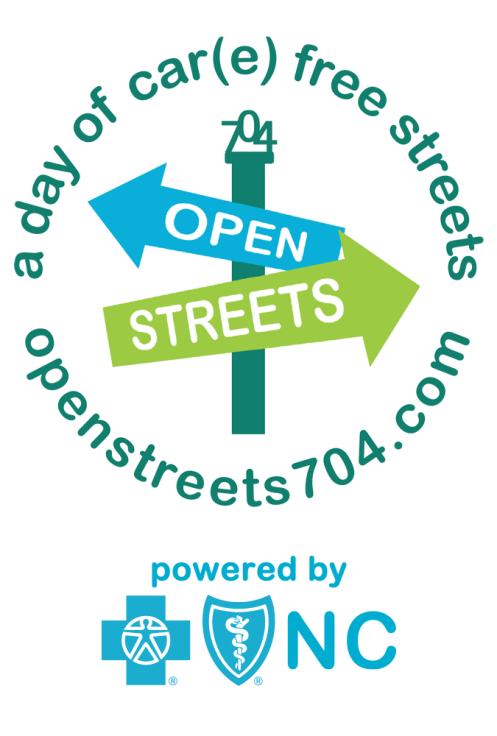 a day of car(e) free streets
704
OPEN
STREETS
openstreets704.com
powered by
® ® NC